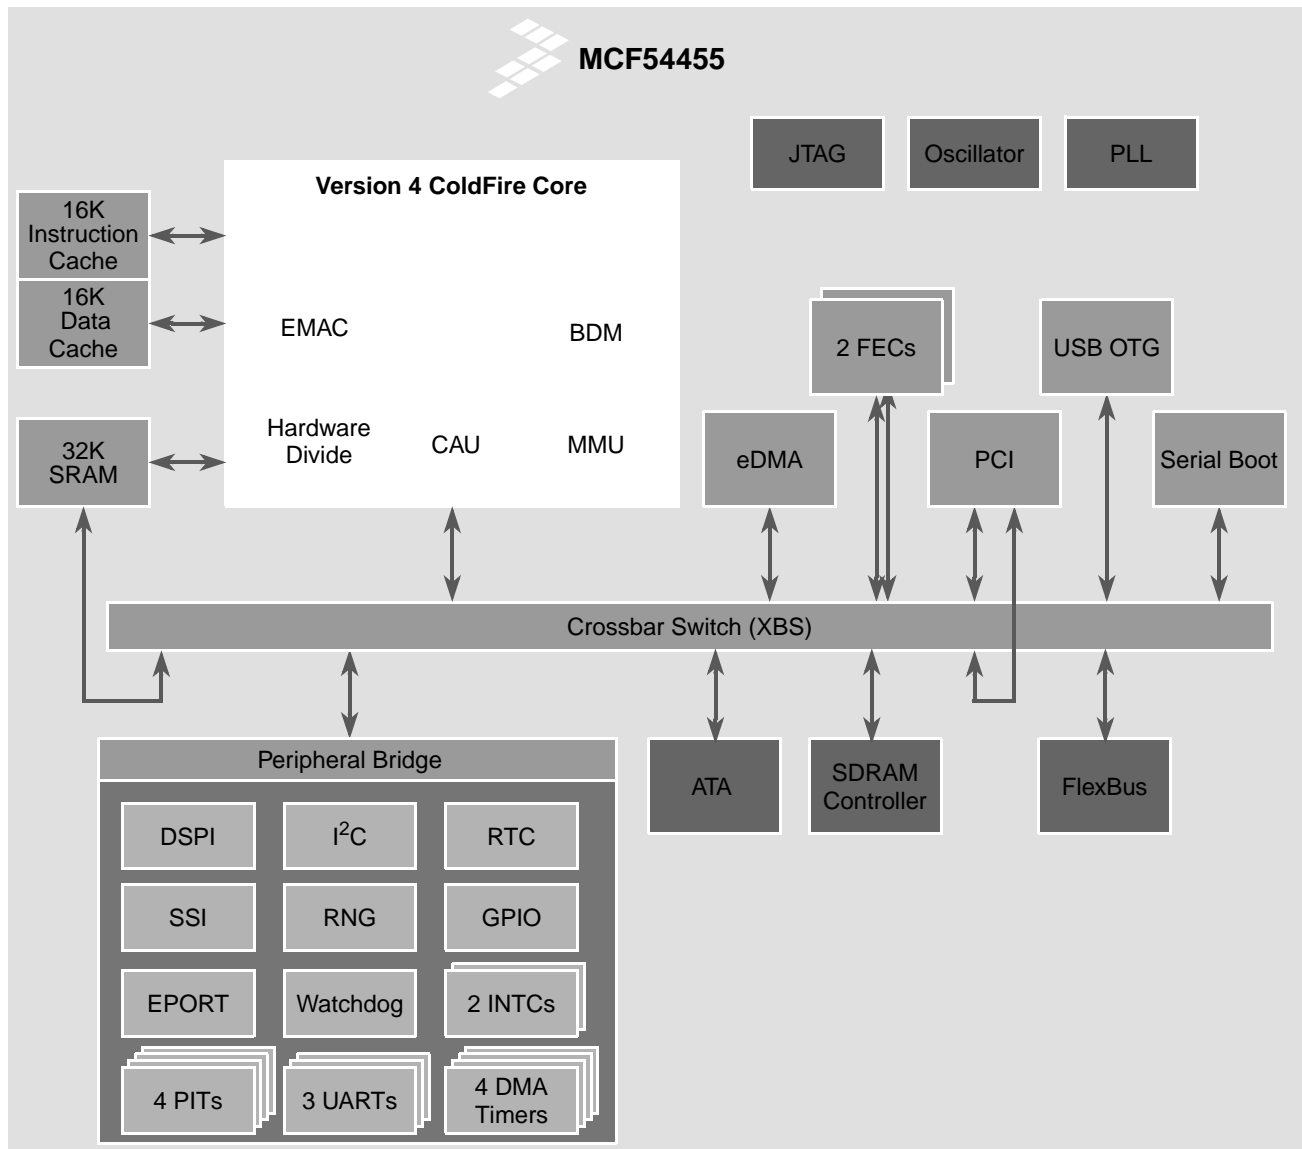 MCF54455
JTAG
Oscillator
PLL
Version 4 ColdFire Core
16K
Instruction
Cache
16K
Data
Cache
EMAC
BDM
2 FECs
USB OTG
32K
SRAM
Hardware
Divide
CAU
MMU
eDMA
PCI
Serial Boot
Crossbar Switch (XBS)
Peripheral Bridge
ATA
SDRAM
Controller
FlexBus
DSPI
I²C
RTC
SSI
RNG
GPIO
EPORT
Watchdog
2 INTCs
4 PITs
3 UARTs
4 DMA
Timers